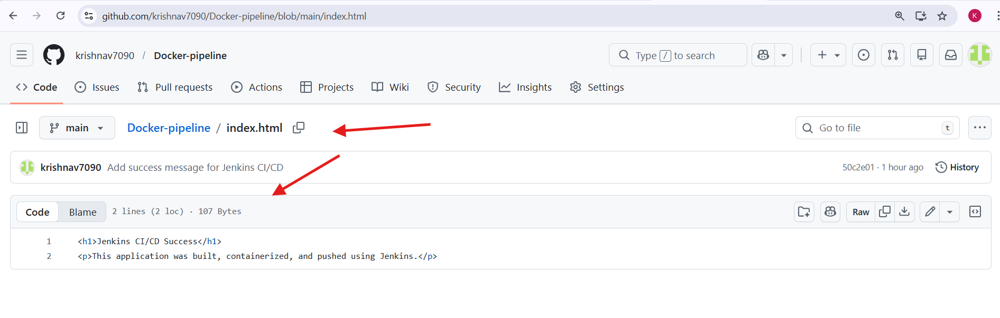 github.com/krishnav7090/Docker-pipeline/blob/main/index.html
K
krishnav7090 / Docker-pipeline
Type / to search
Code Issues Pull requests Actions Projects Wiki Security Insights Settings
main Docker-pipeline / index.html
Go to file t
krishnav7090 Add success message for Jenkins CI/CD
50c2e01 · 1 hour ago History
Code Blame 2 lines (2 loc) · 107 Bytes
Raw
1 <h1>Jenkins CI/CD Success</h1>
2 <p>This application was built, containerized, and pushed using Jenkins.</p>